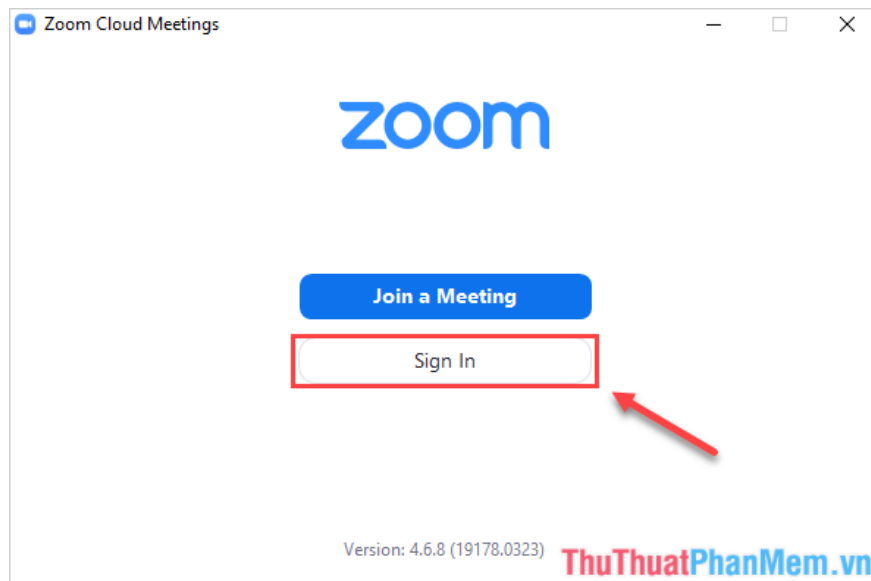 Zoom Cloud Meetings
zoom
Join a Meeting
Sign In
Version: 4.6.8 (19178.0323)
ThuThuatPhanMem.vn